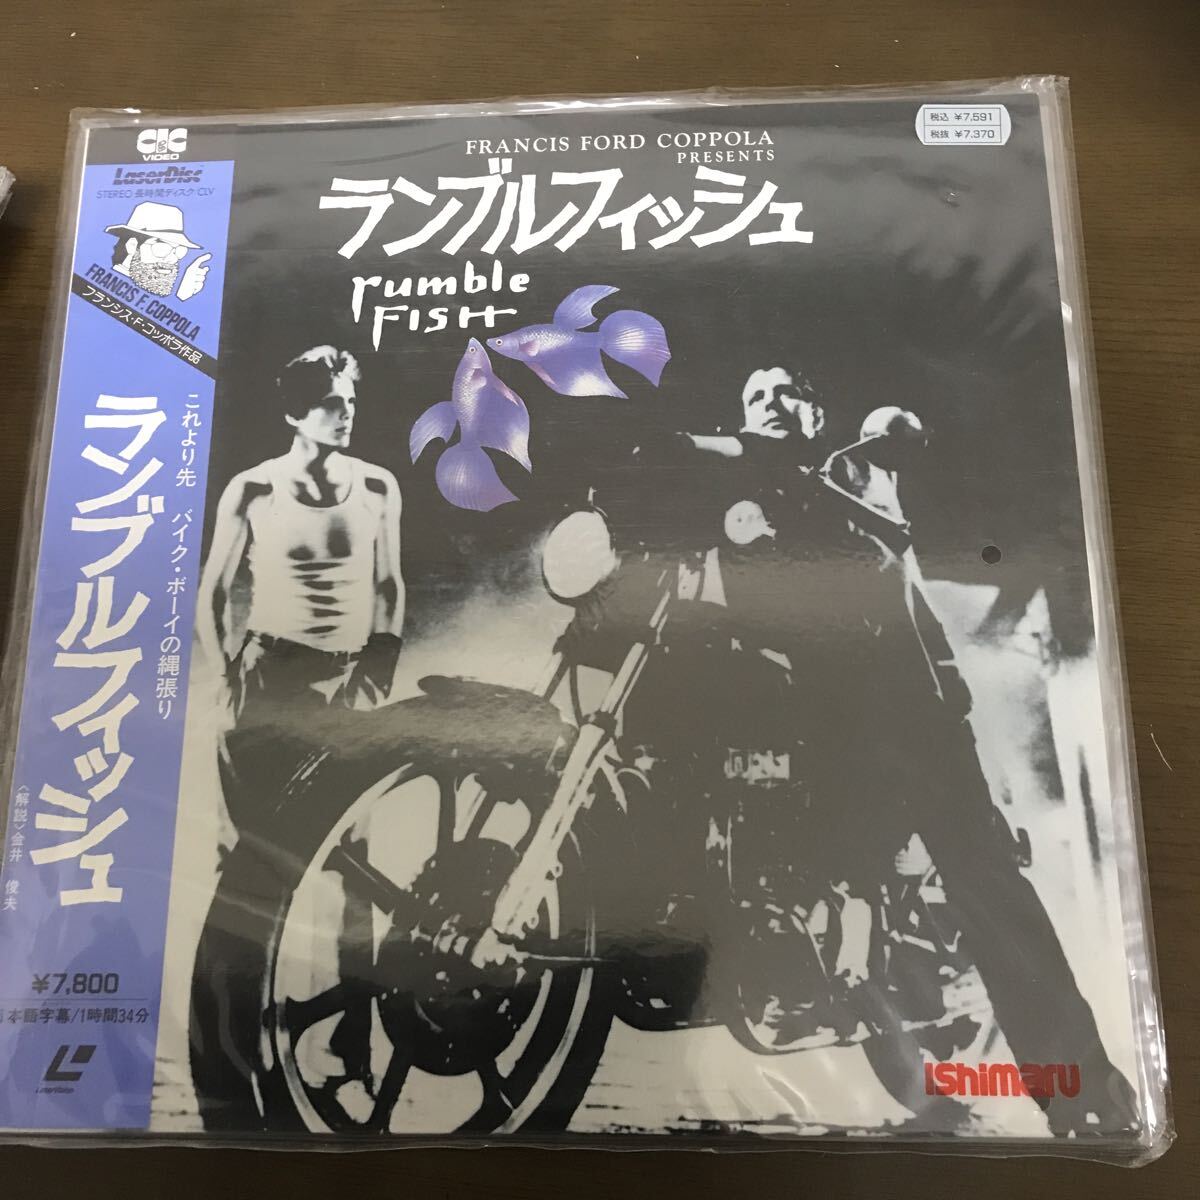 CIC
VIDEO
LaserDisc
STEREO 長時間ディスク/CLV
FRANCIS F. COPPOLA
フランシス・F・コッポラ作品
これより先 バイク・ボーイの縄張り
ランブルフィッシュ
〈解説〉金井 俊夫
¥7,800
本語字幕/1時間34分
LaserVision
FRANCIS FORD COPPOLA
PRESENTS
ランブルフィッシュ
rumble
FISH
税込 ¥7,591
税抜 ¥7,370
Ishimaru